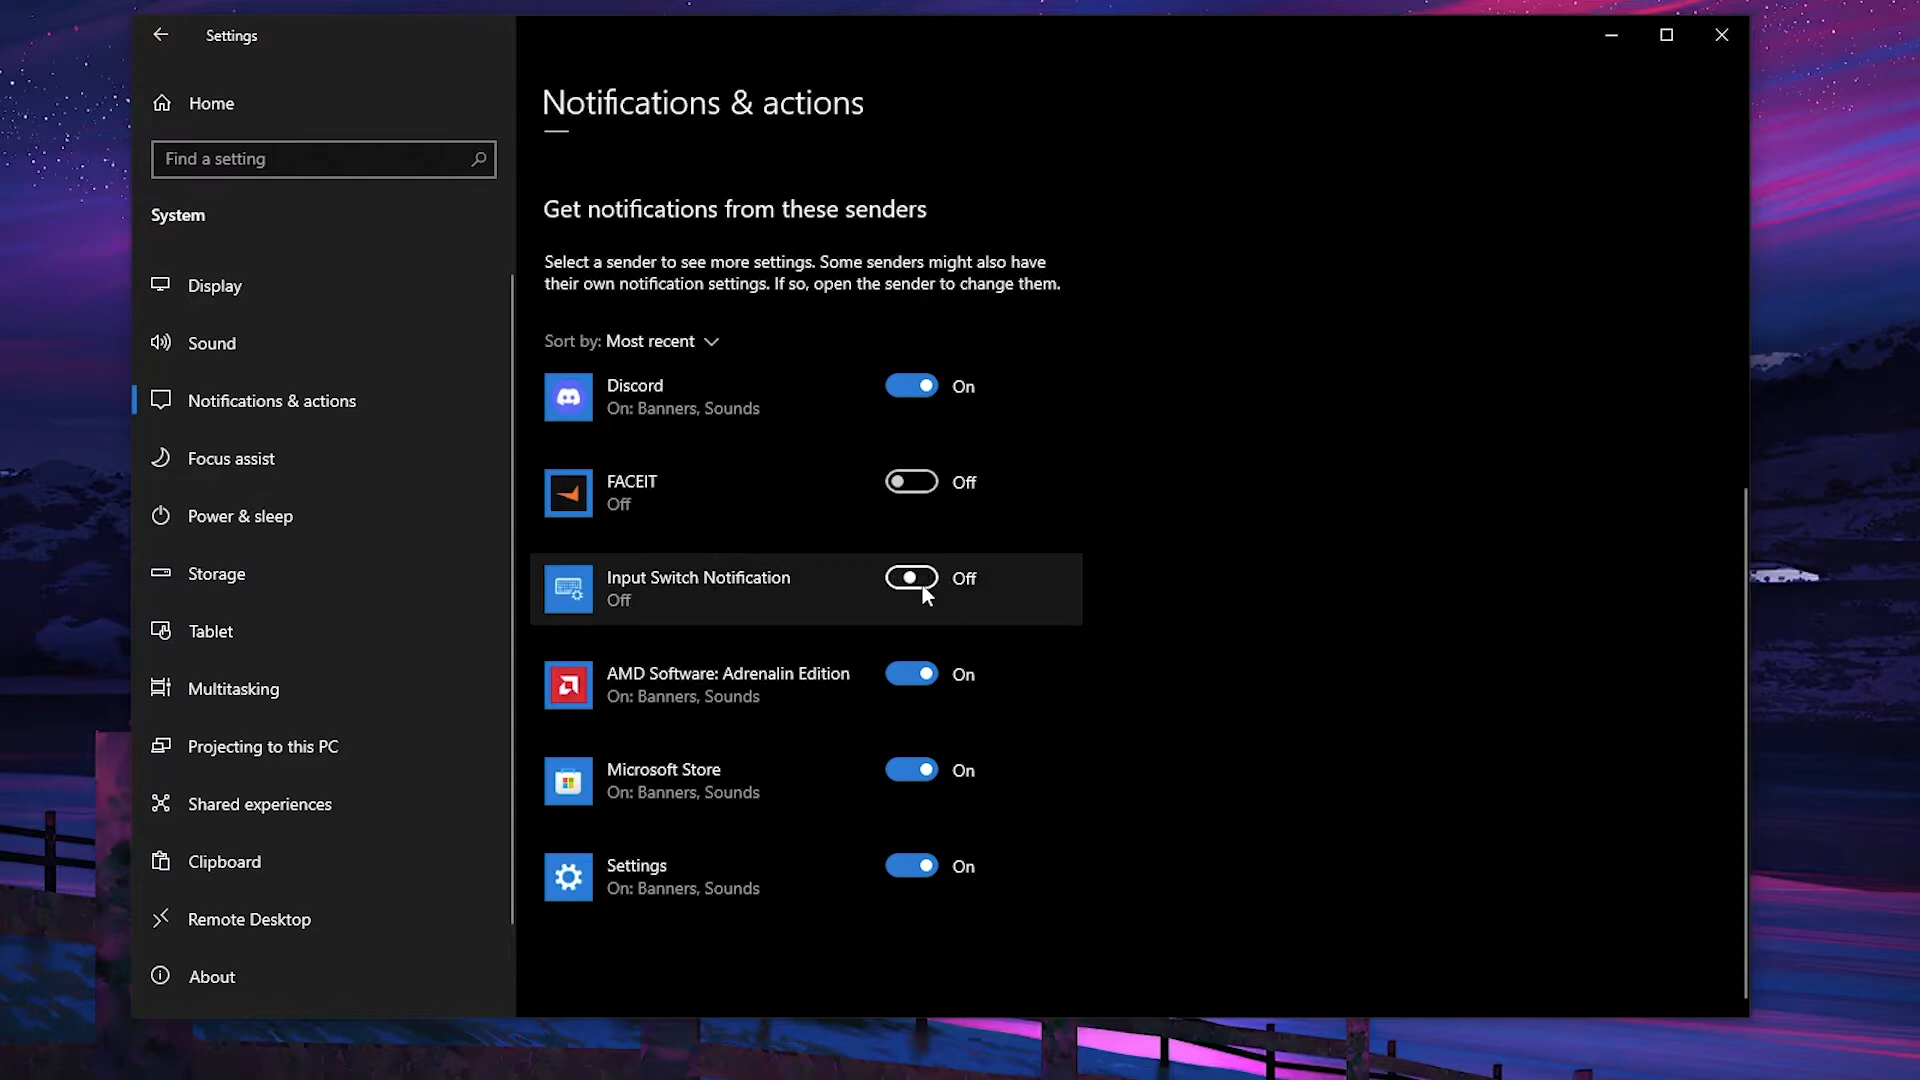 Settings
Home
Find a setting
System
Display
Sound
Notifications & actions
Focus assist
Power & sleep
Storage
Tablet
Multitasking
Projecting to this PC
Shared experiences
Clipboard
Remote Desktop
About
Notifications & actions
Get notifications from these senders
Select a sender to see more settings. Some senders might also have
their own notification settings. If so, open the sender to change them.
Sort by: Most recent
Discord
On: Banners, Sounds
On
FACEIT
Off
Off
Input Switch Notification
Off
Off
AMD Software: Adrenalin Edition
On: Banners, Sounds
On
Microsoft Store
On: Banners, Sounds
On
Settings
On: Banners, Sounds
On